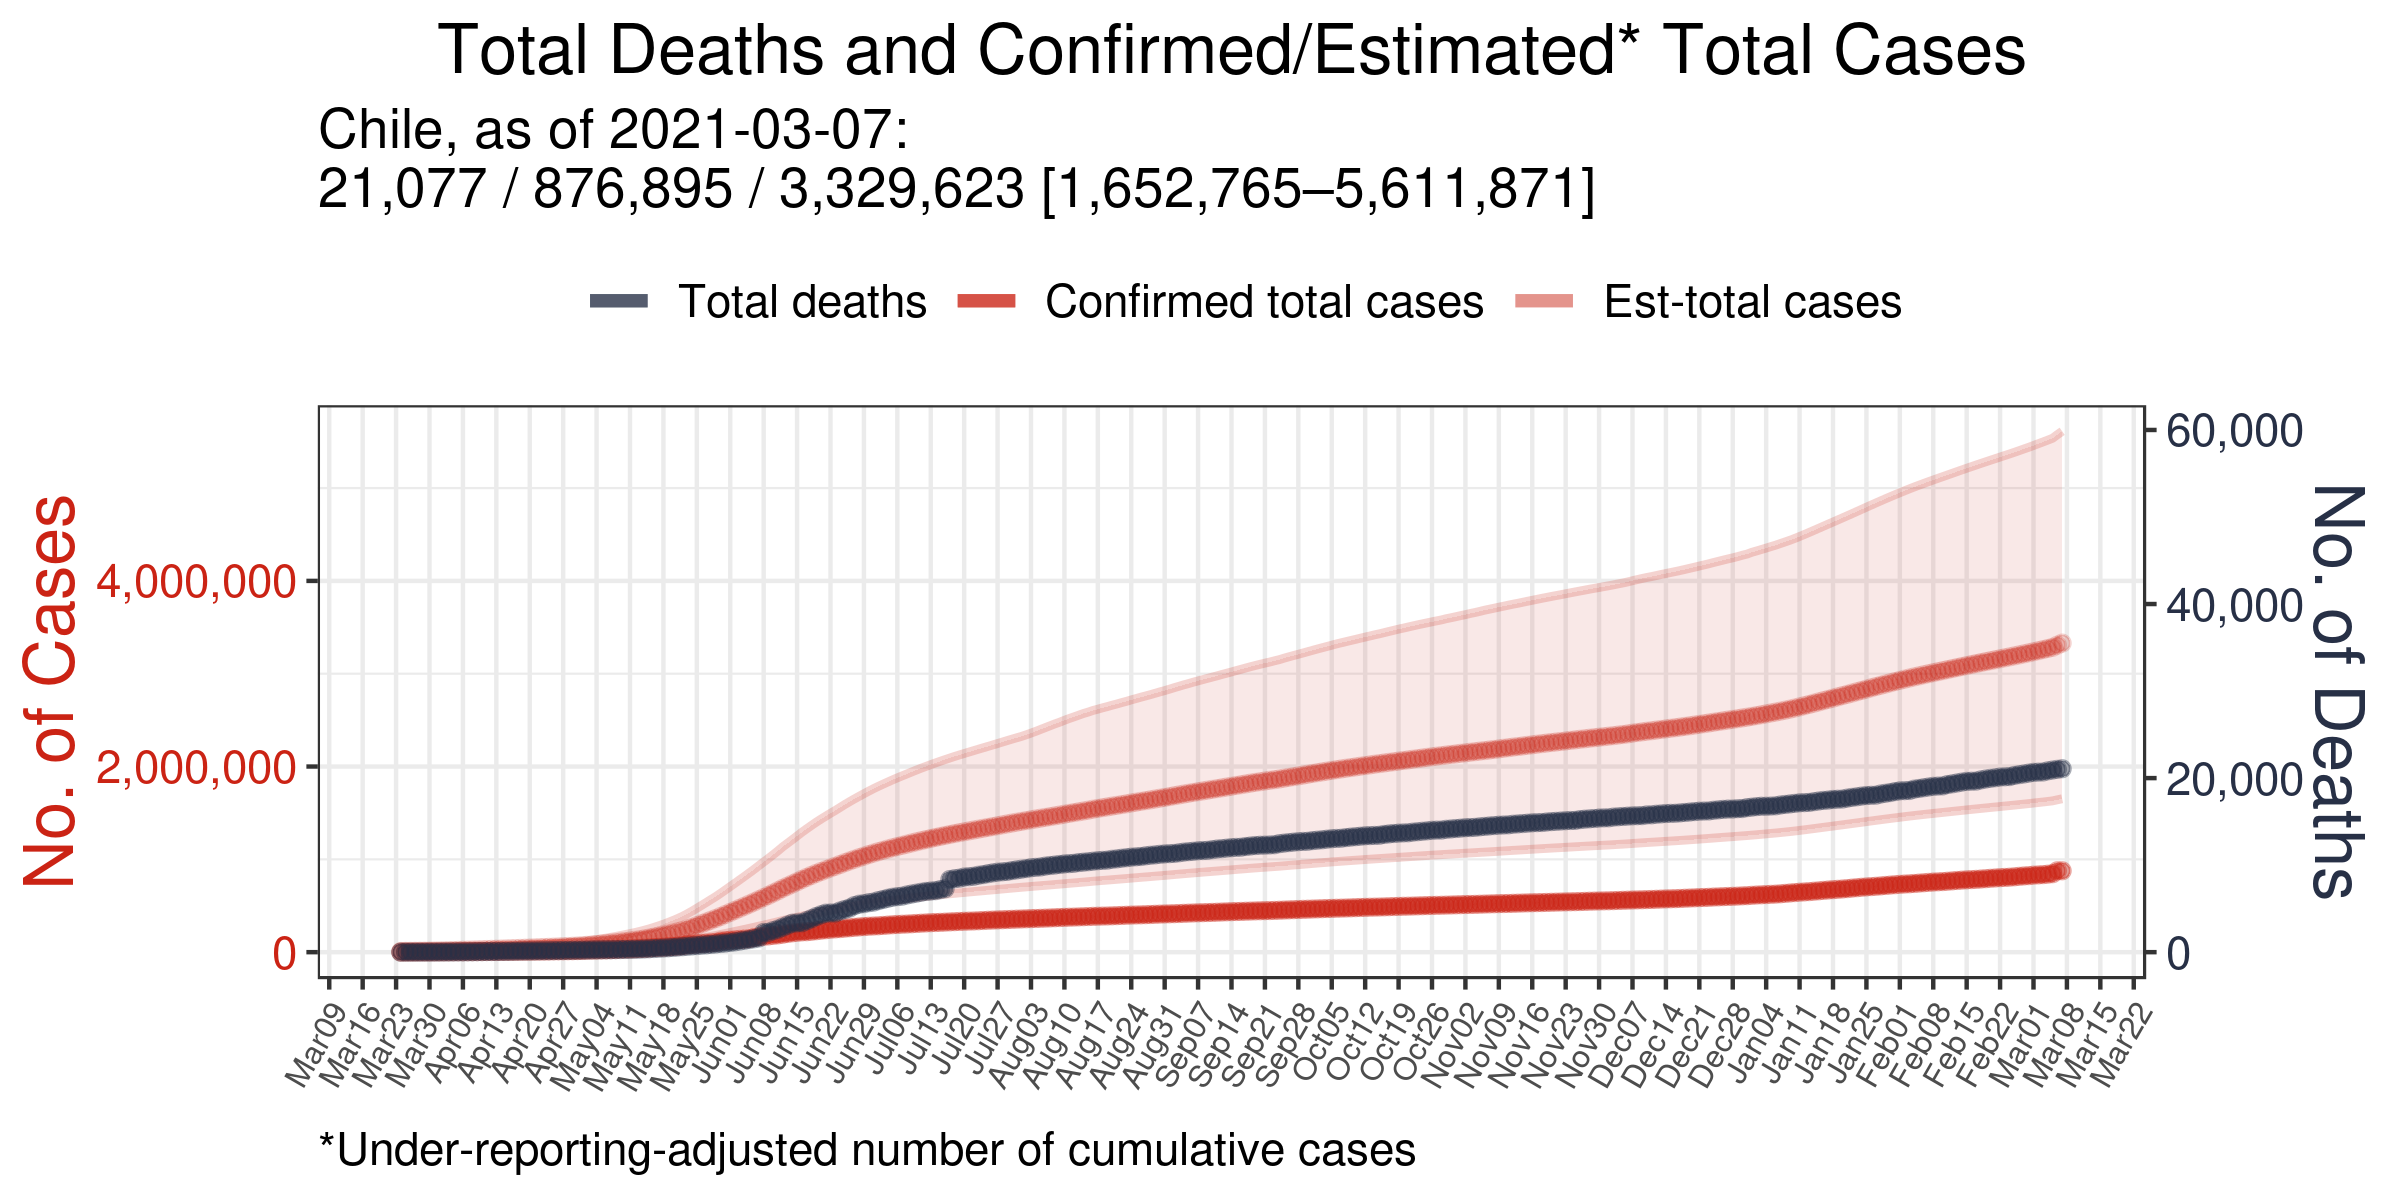 Total Deaths and Confirmed/Estimated* Total Cases
Chile, as of 2021-03-07:
21,077 / 876,895 / 3,329,623 [1,652,765–5,611,871]
Total deaths
Confirmed total cases
Est-total cases
No. of Cases
4,000,000
2,000,000
0
60,000
40,000
20,000
0
No. of Deaths
Mar09
Mar16
Mar23
Mar30
Apr06
Apr13
Apr20
Apr27
May04
May11
May18
May25
Jun01
Jun08
Jun15
Jun22
Jun29
Jul06
Jul13
Jul20
Jul27
Aug03
Aug10
Aug17
Aug24
Aug31
Sep07
Sep14
Sep21
Sep28
Oct05
Oct12
Oct19
Oct26
Nov02
Nov09
Nov16
Nov23
Nov30
Dec07
Dec14
Dec21
Dec28
Jan04
Jan11
Jan18
Jan25
Feb01
Feb08
Feb15
Feb22
Mar01
Mar08
Mar15
Mar22
*Under-reporting-adjusted number of cumulative cases